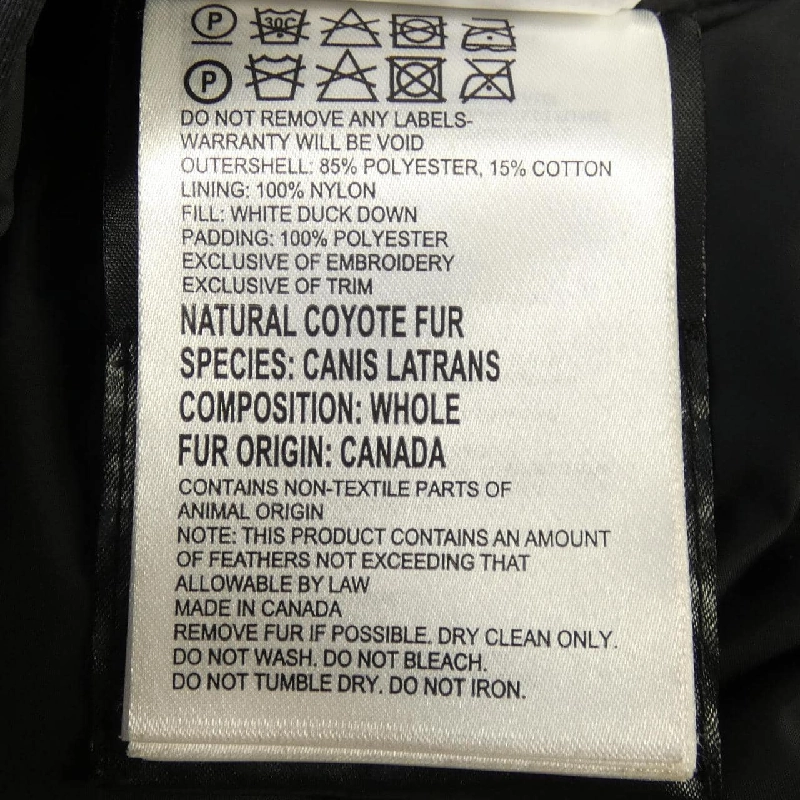 P 30C
P
DO NOT REMOVE ANY LABELS-
WARRANTY WILL BE VOID
OUTERSHELL: 85% POLYESTER, 15% COTTON
LINING: 100% NYLON
FILL: WHITE DUCK DOWN
PADDING: 100% POLYESTER
EXCLUSIVE OF EMBROIDERY
EXCLUSIVE OF TRIM
NATURAL COYOTE FUR
SPECIES: CANIS LATRANS
COMPOSITION: WHOLE
FUR ORIGIN: CANADA
CONTAINS NON-TEXTILE PARTS OF
ANIMAL ORIGIN
NOTE: THIS PRODUCT CONTAINS AN AMOUNT
OF FEATHERS NOT EXCEEDING THAT
ALLOWABLE BY LAW
MADE IN CANADA
REMOVE FUR IF POSSIBLE. DRY CLEAN ONLY.
DO NOT WASH. DO NOT BLEACH.
DO NOT TUMBLE DRY. DO NOT IRON.